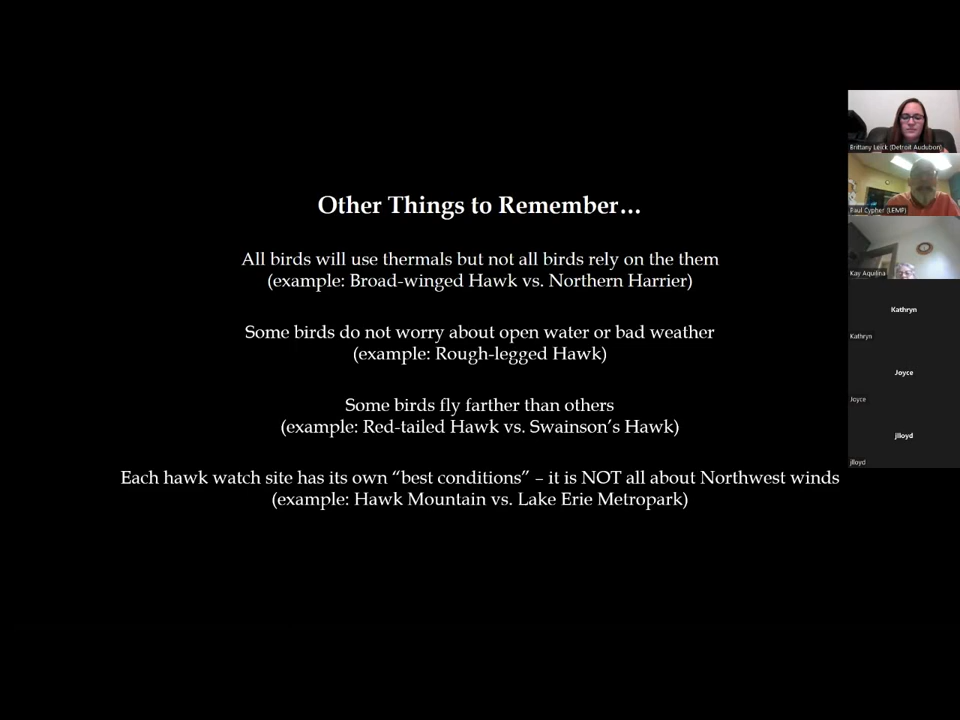 Other Things to Remember…
All birds will use thermals but not all birds rely on the them
(example: Broad-winged Hawk vs. Northern Harrier)
Some birds do not worry about open water or bad weather
(example: Rough-legged Hawk)
Some birds fly farther than others
(example: Red-tailed Hawk vs. Swainson’s Hawk)
Each hawk watch site has its own “best conditions” – it is NOT all about Northwest winds
(example: Hawk Mountain vs. Lake Erie Metropark)
Brittany Leick (Detroit Audubon)
Paul Cypher (LEMP)
Kay Aquilina
Kathryn
Kathryn
Joyce
Joyce
jlloyd
jlloyd